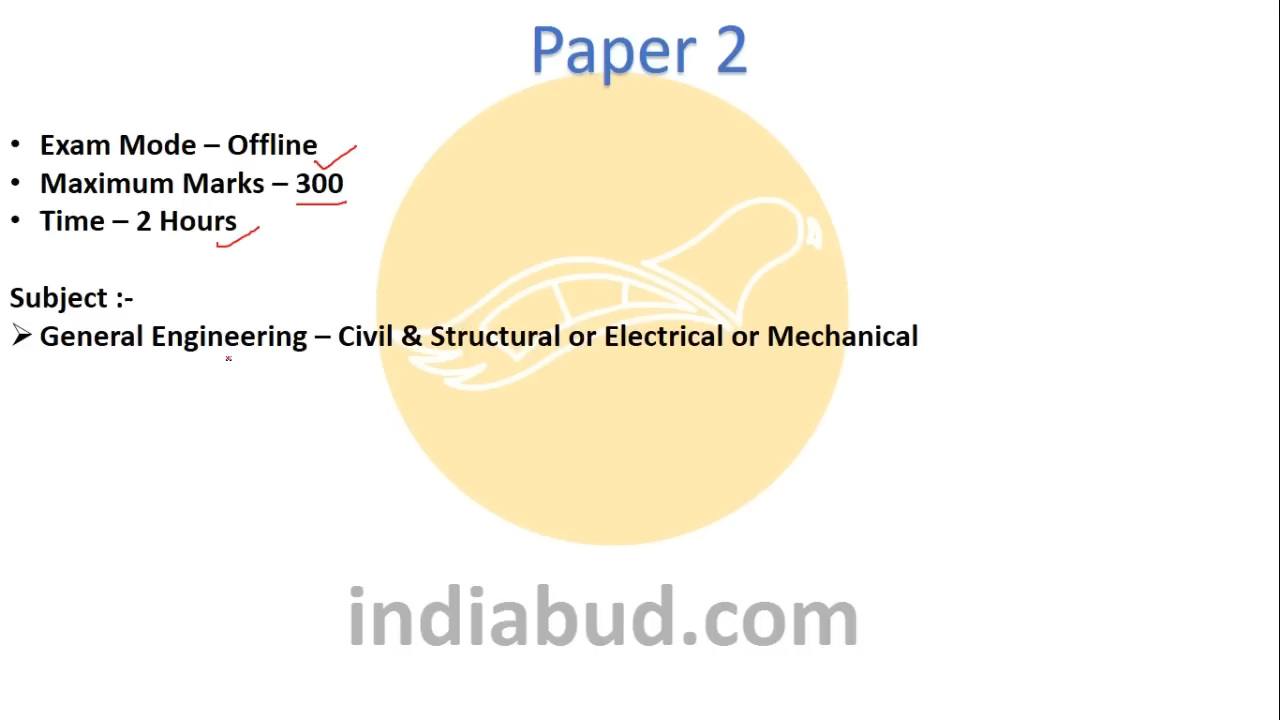 Paper 2
• Exam Mode – Offline
• Maximum Marks – 300
• Time – 2 Hours
Subject :-
➢ General Engineering – Civil & Structural or Electrical or Mechanical
indiabud.com